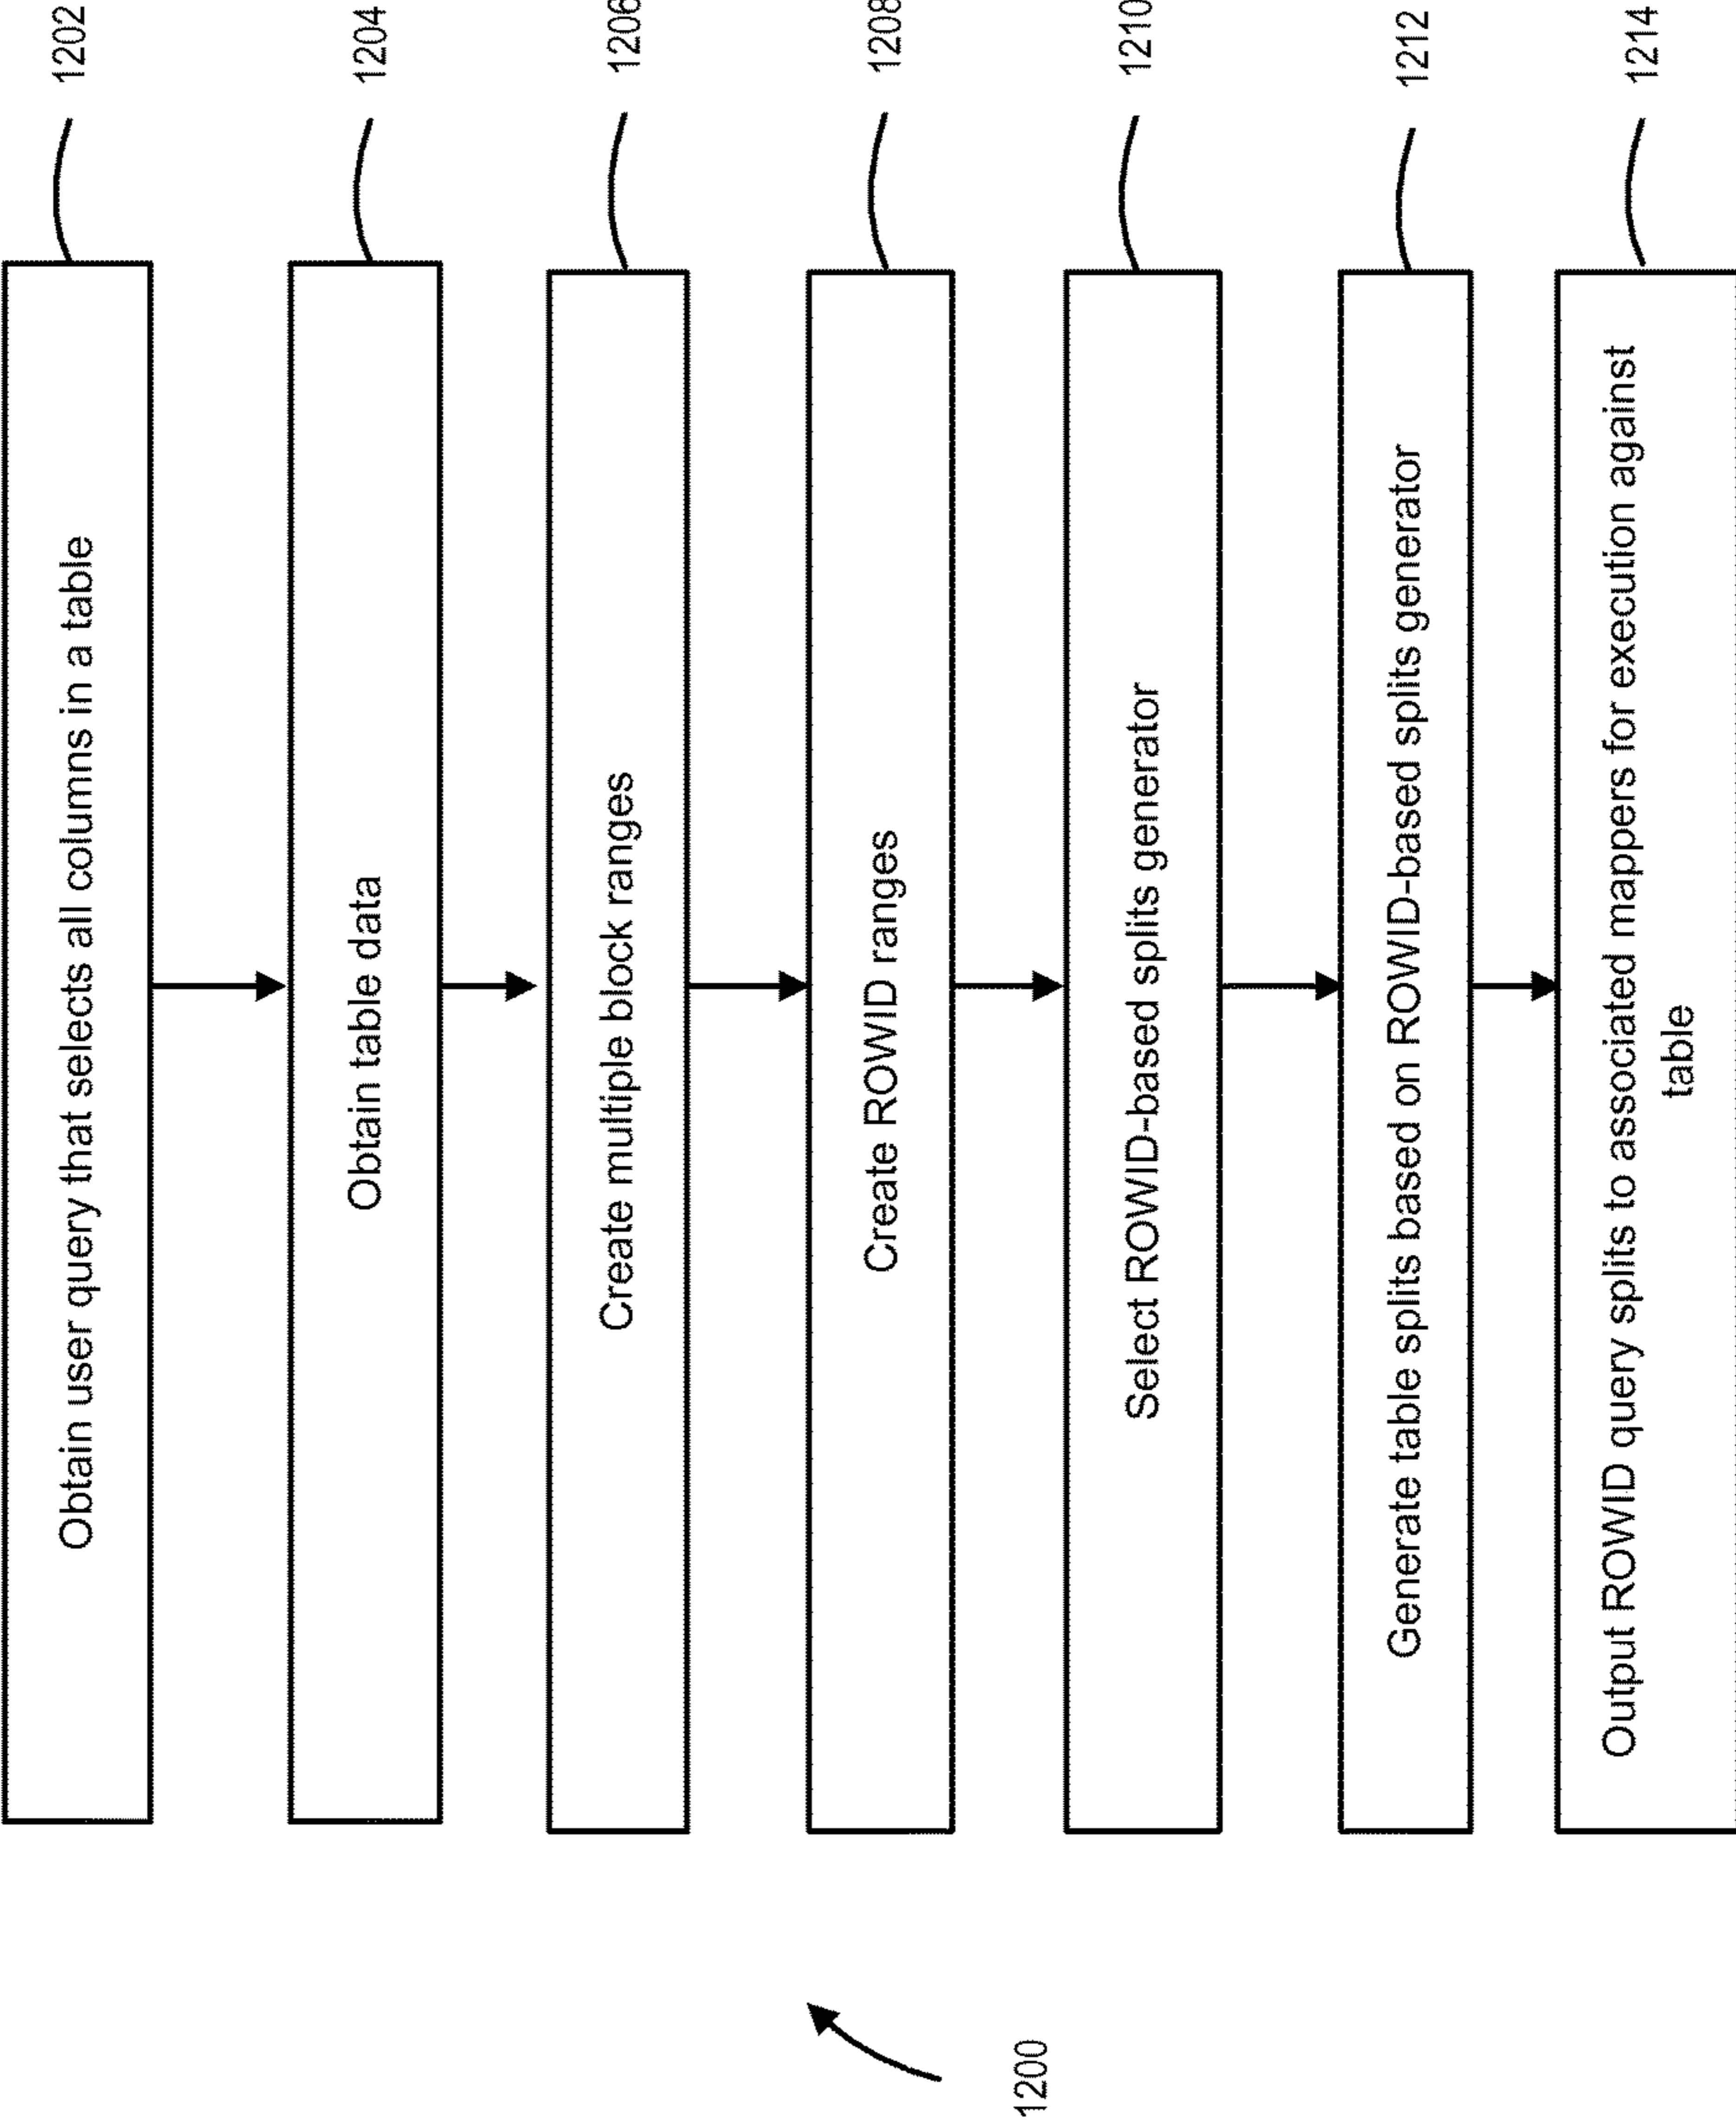 Obtain user query that selects all columns in a table
1202
Obtain table data
1204
Create multiple block ranges
1206
Create ROWID ranges
1208
Select ROWID-based splits generator
1210
Generate table splits based on ROWID-based splits generator
1212
Output ROWID query splits to associated mappers for execution against
table
1214
1200